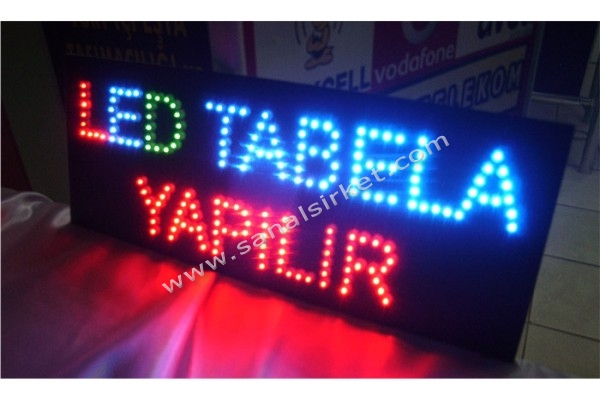 LED TABELA
YAPILIR
www.sanalsirket.com
vodafone